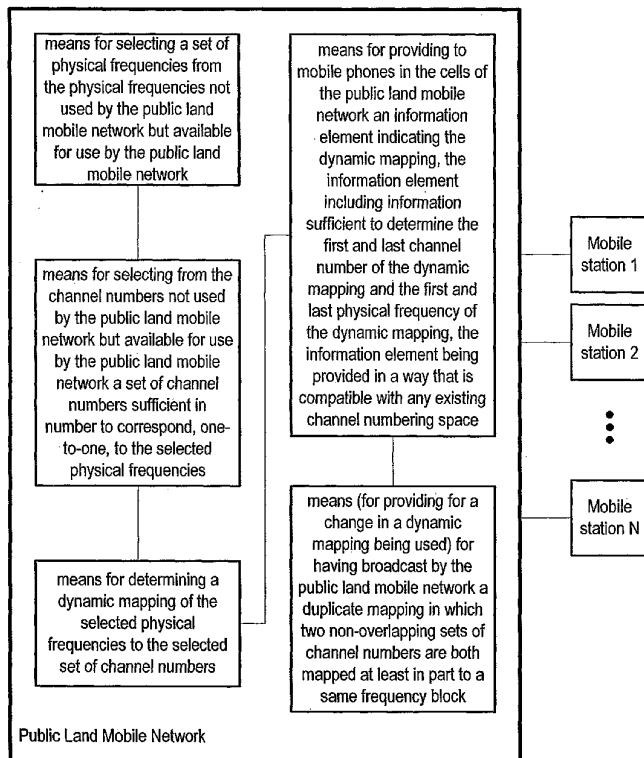 means for selecting a set of
physical frequencies from
the physical frequencies not
used by the public land
mobile network but available
for use by the public land
mobile network
means for selecting from the
channel numbers not used
by the public land mobile
network but available for use
by the public land mobile
network a set of channel
numbers sufficient in
number to correspond, one-
to-one, to the selected
physical frequencies
means for determining a
dynamic mapping of the
selected physical
frequencies to the selected
set of channel numbers
means for providing to
mobile phones in the cells of
the public land mobile
network an information
element indicating the
dynamic mapping, the
information element
including information
sufficient to determine the
first and last channel
number of the dynamic
mapping and the first and
last physical frequency of
the dynamic mapping, the
information element being
provided in a way that is
compatible with any existing
channel numbering space
means (for providing for a
change in a dynamic
mapping being used) for
having broadcast by the
public land mobile network a
duplicate mapping in which
two non-overlapping sets of
channel numbers are both
mapped at least in part to a
same frequency block
Public Land Mobile Network
Mobile
station 1
Mobile
station 2
Mobile
station N